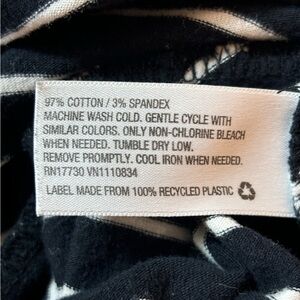 97% COTTON / 3% SPANDEX
MACHINE WASH COLD. GENTLE CYCLE WITH
SIMILAR COLORS. ONLY NON-CHLORINE BLEACH
WHEN NEEDED. TUMBLE DRY LOW.
REMOVE PROMPTLY. COOL IRON WHEN NEEDED.
RN17730 VN1110834
LABEL MADE FROM 100% RECYCLED PLASTIC